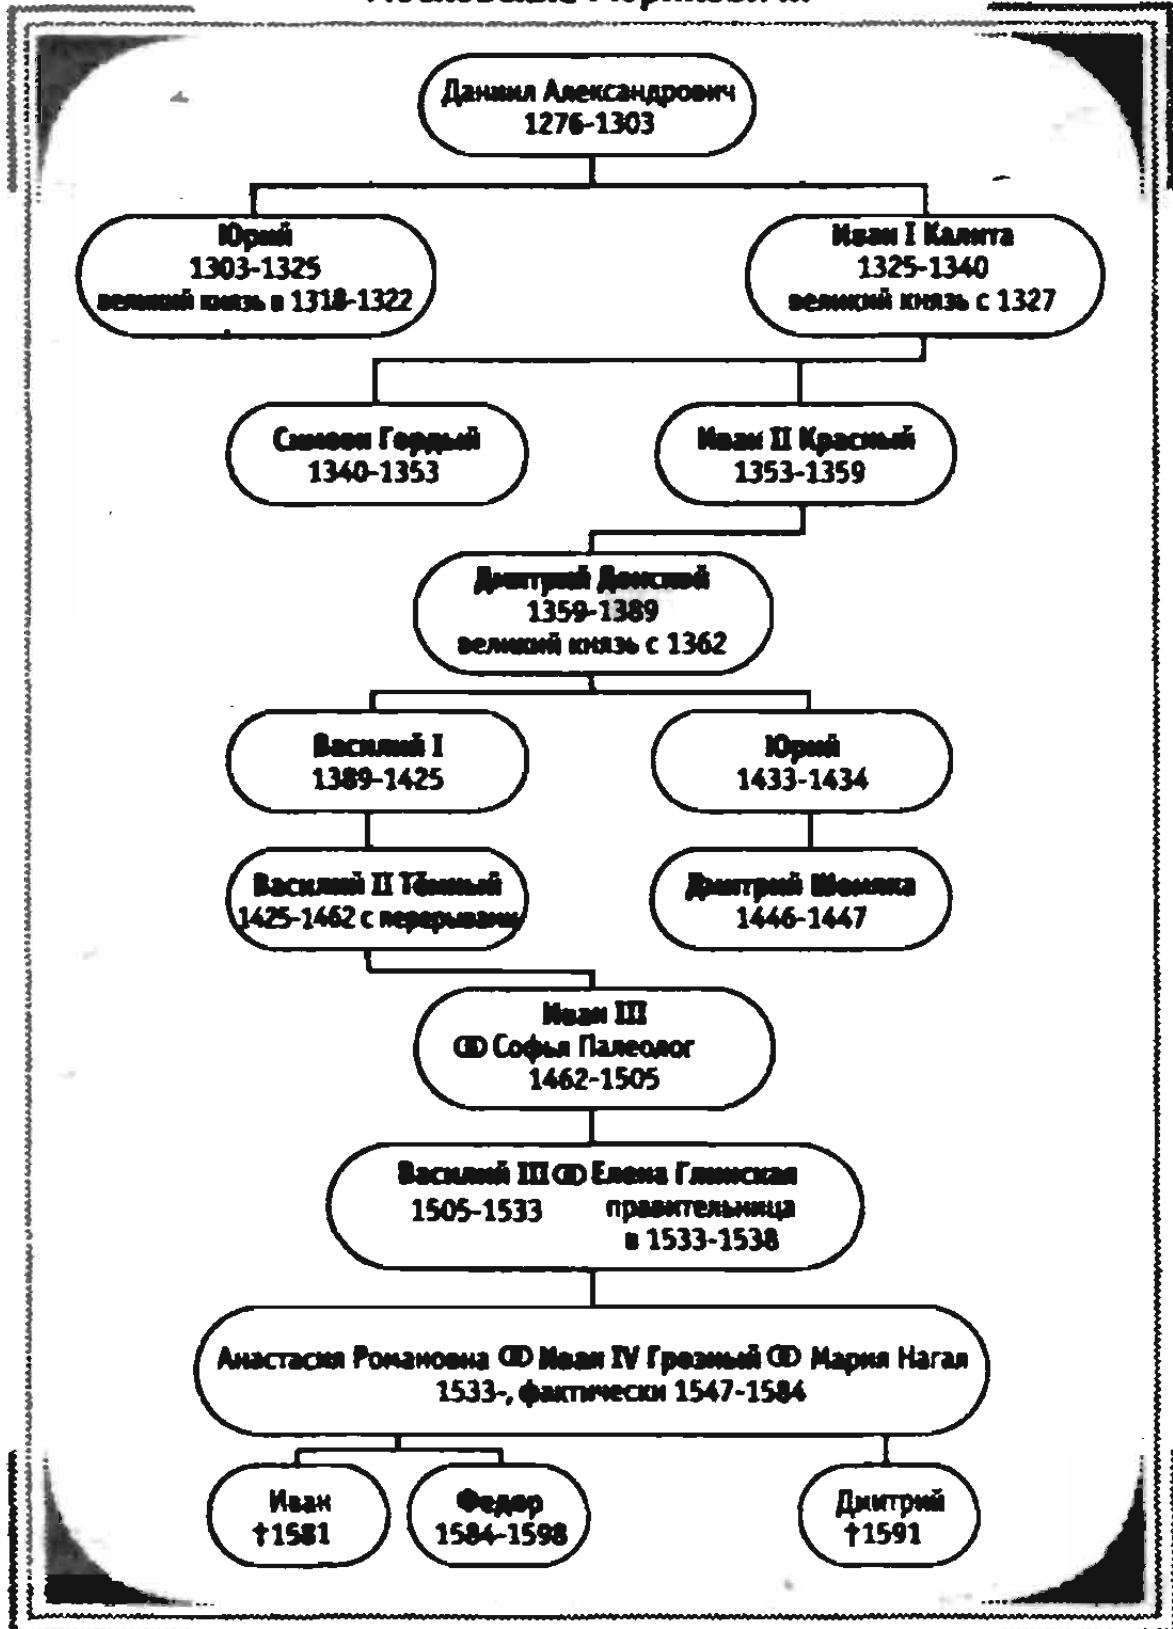 Даниил Александрович
1276-1303
Юрий
1303-1325
великий князь в 1318-1322
Иван I Калита
1325-1340
великий князь с 1327
Симеон Гордый
1340-1353
Иван II Красный
1353-1359
Дмитрий Донской
1359-1389
великий князь с 1362
Василий I
1389-1425
Юрий
1433-1434
Василий II Тёмный
1425-1462 с перерывами
Дмитрий Шемяка
1446-1447
Иван III
Софья Палеолог
1462-1505
Василий III Елена Глинская
1505-1533 правительница
в 1533-1538
Анастасия Романовна Иван IV Грозный Мария Нагая
1533-, фактически 1547-1584
Иван
†1581
Федор
1584-1598
Дмитрий
†1591